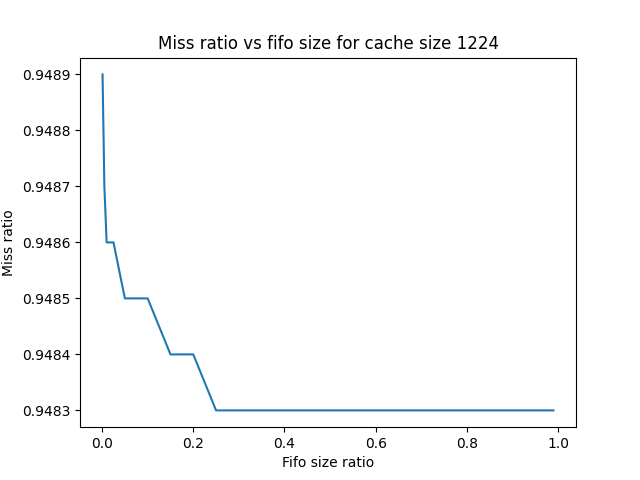 Miss ratio vs fifo size for cache size 1224
0.9489
0.9488
0.9487
0.9486
0.9485
0.9484
0.9483
Miss ratio
0.0 0.2 0.4 0.6 0.8 1.0
Fifo size ratio